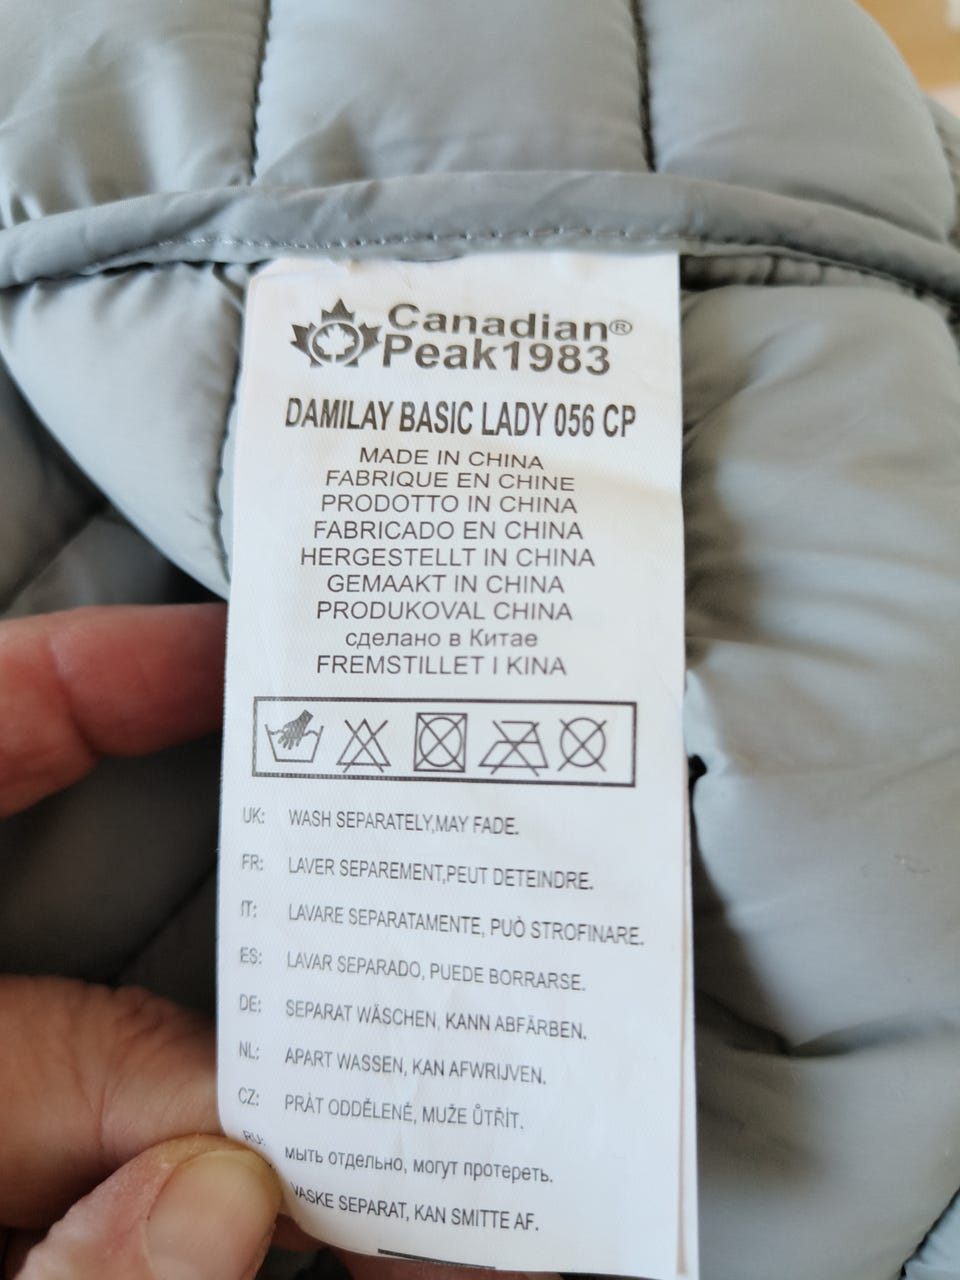 Canadian®
Peak1983
DAMILAY BASIC LADY 056 CP
MADE IN CHINA
FABRIQUE EN CHINE
PRODOTTO IN CHINA
FABRICADO EN CHINA
HERGESTELLT IN CHINA
GEMAAKT IN CHINA
PRODUKOVAL CHINA
сделано в Китае
FREMSTILLET I KINA
UK: WASH SEPARATELY,MAY FADE.
FR: LAVER SEPAREMENT,PEUT DETEINDRE.
IT: LAVARE SEPARATAMENTE, PUÒ STROFINARE.
ES: LAVAR SEPARADO, PUEDE BORRARSE.
DE: SEPARAT WÄSCHEN, KANN ABFÄRBEN.
NL: APART WASSEN, KAN AFWRIJVEN.
CZ: PRÁT ODDĚLENĚ, MUŽE ŮTŘÍT.
RU: мыть отдельно, могут протереть.
VASKE SEPARAT, KAN SMITTE AF.